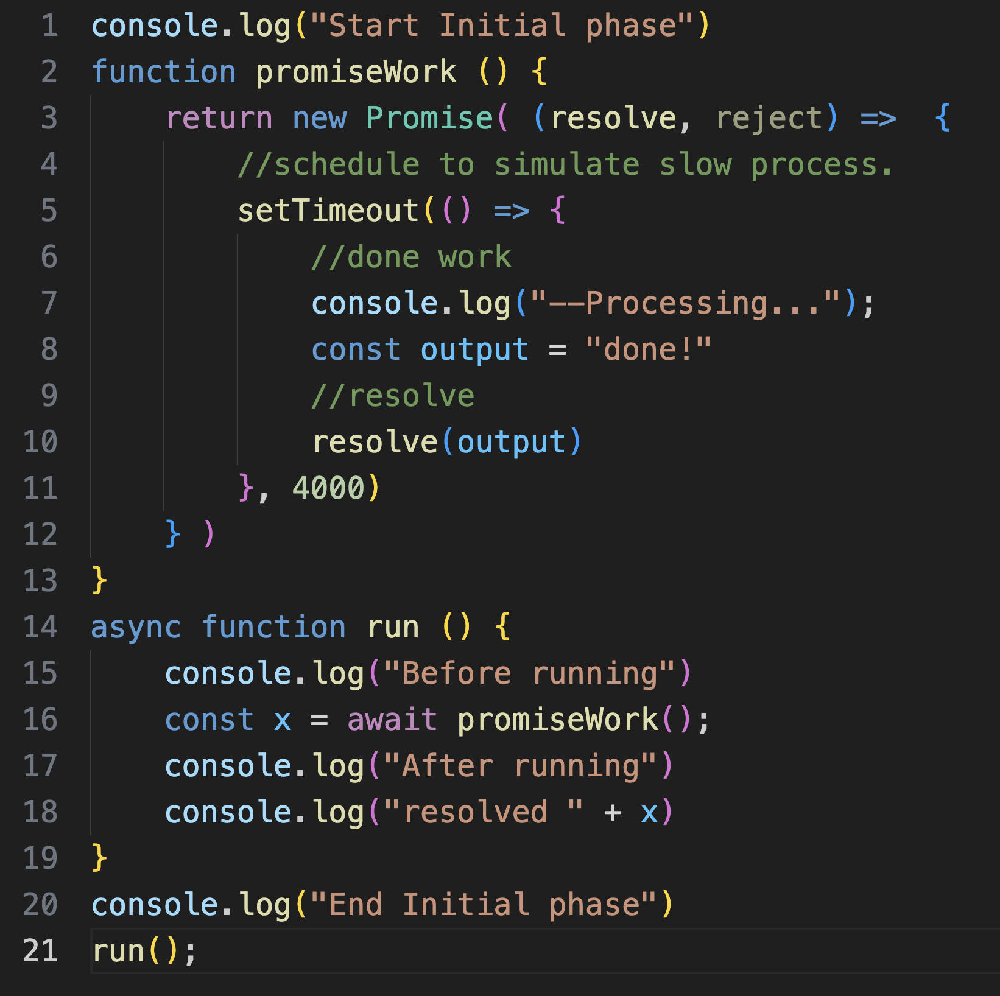 1 console.log("Start Initial phase")
2 function promiseWork () {
3     return new Promise( (resolve, reject) =>  {
4         //schedule to simulate slow process.
5         setTimeout(() => {
6             //done work
7             console.log("--Processing...");
8             const output = "done!"
9             //resolve
10             resolve(output)
11         }, 4000)
12     } )
13 }
14 async function run () {
15     console.log("Before running")
16     const x = await promiseWork();
17     console.log("After running")
18     console.log("resolved " + x)
19 }
20 console.log("End Initial phase")
21 run();